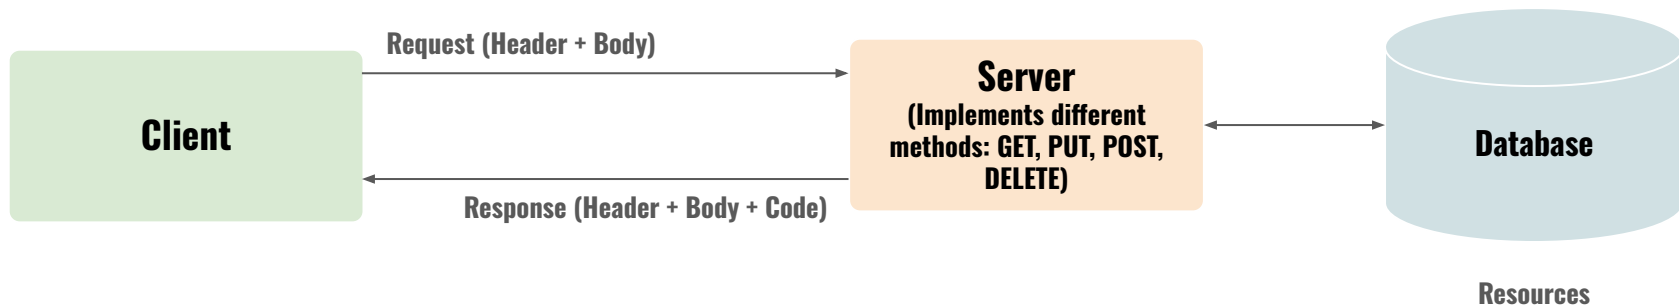 Request (Header + Body)
Client
Response (Header + Body + Code)
Server
(Implements different
methods: GET, PUT, POST,
DELETE)
Database
Resources